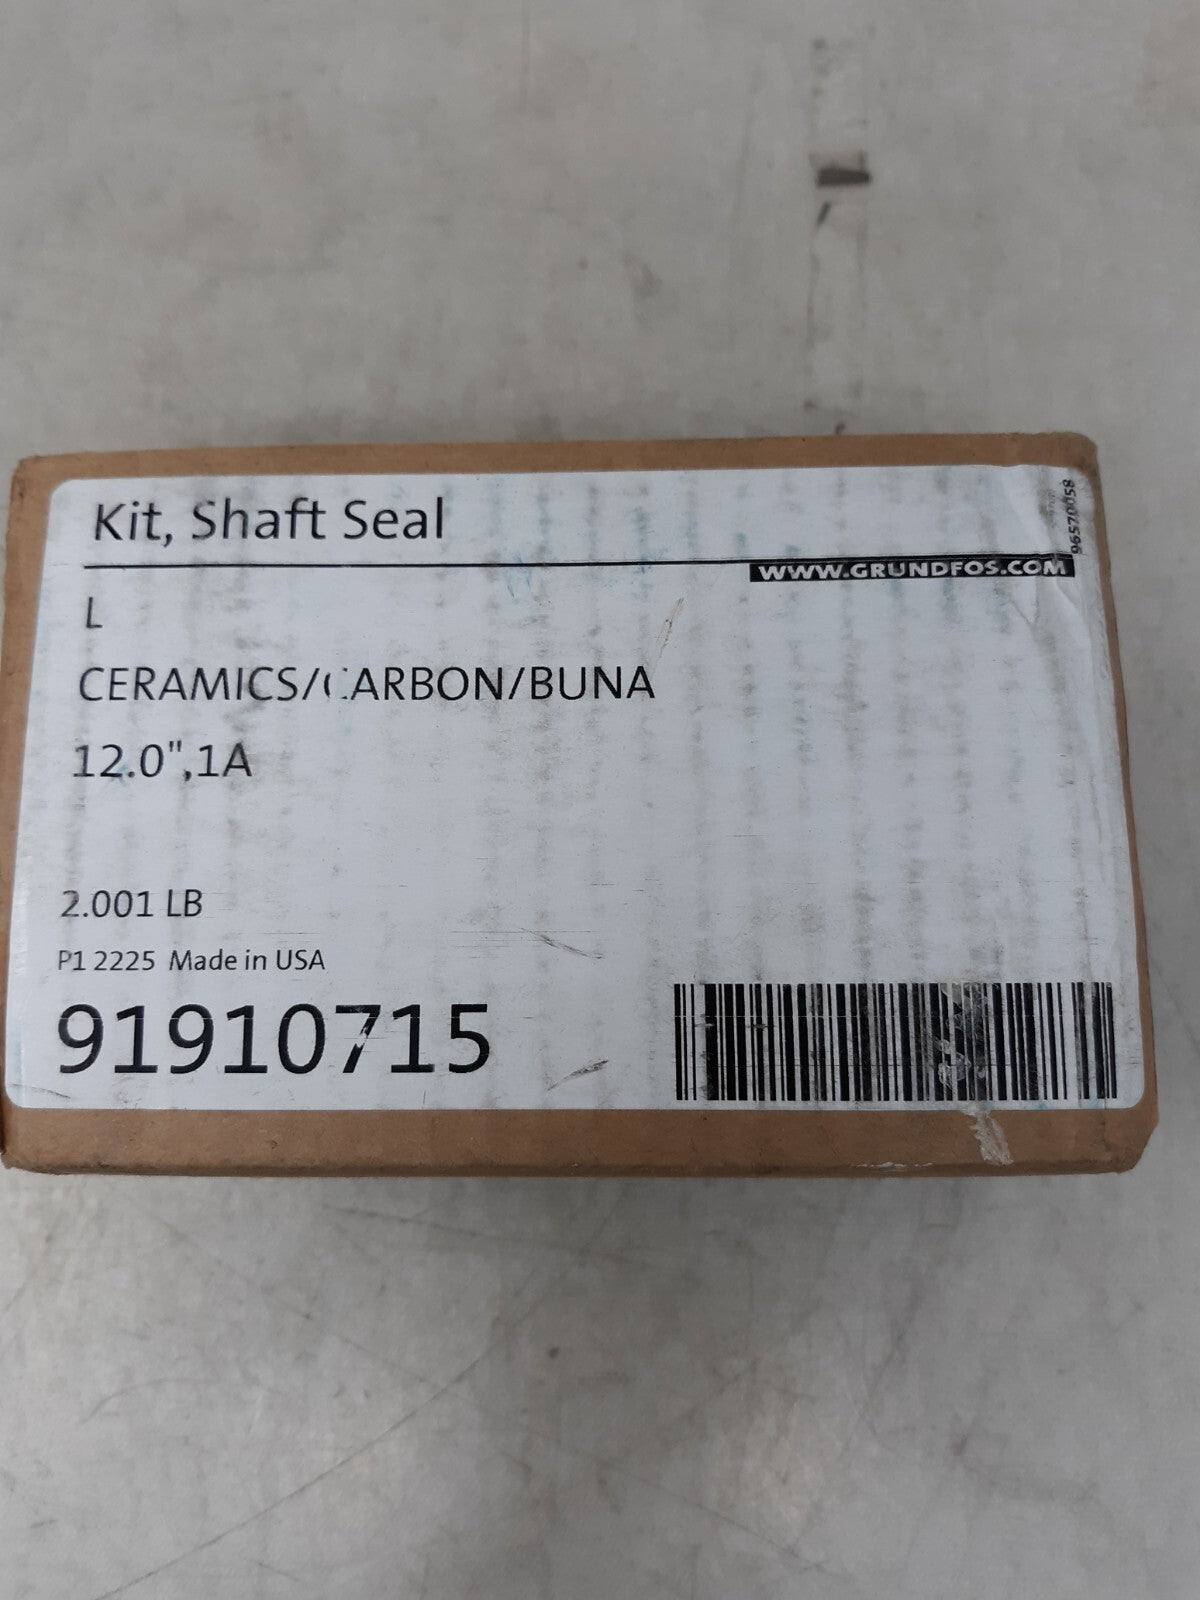 Kit, Shaft Seal
96570058
WWW.GRUNDFOS.COM
L
CERAMICS/CARBON/BUNA
12.0",1A
2.001 LB
P1 2225 Made in USA
91910715